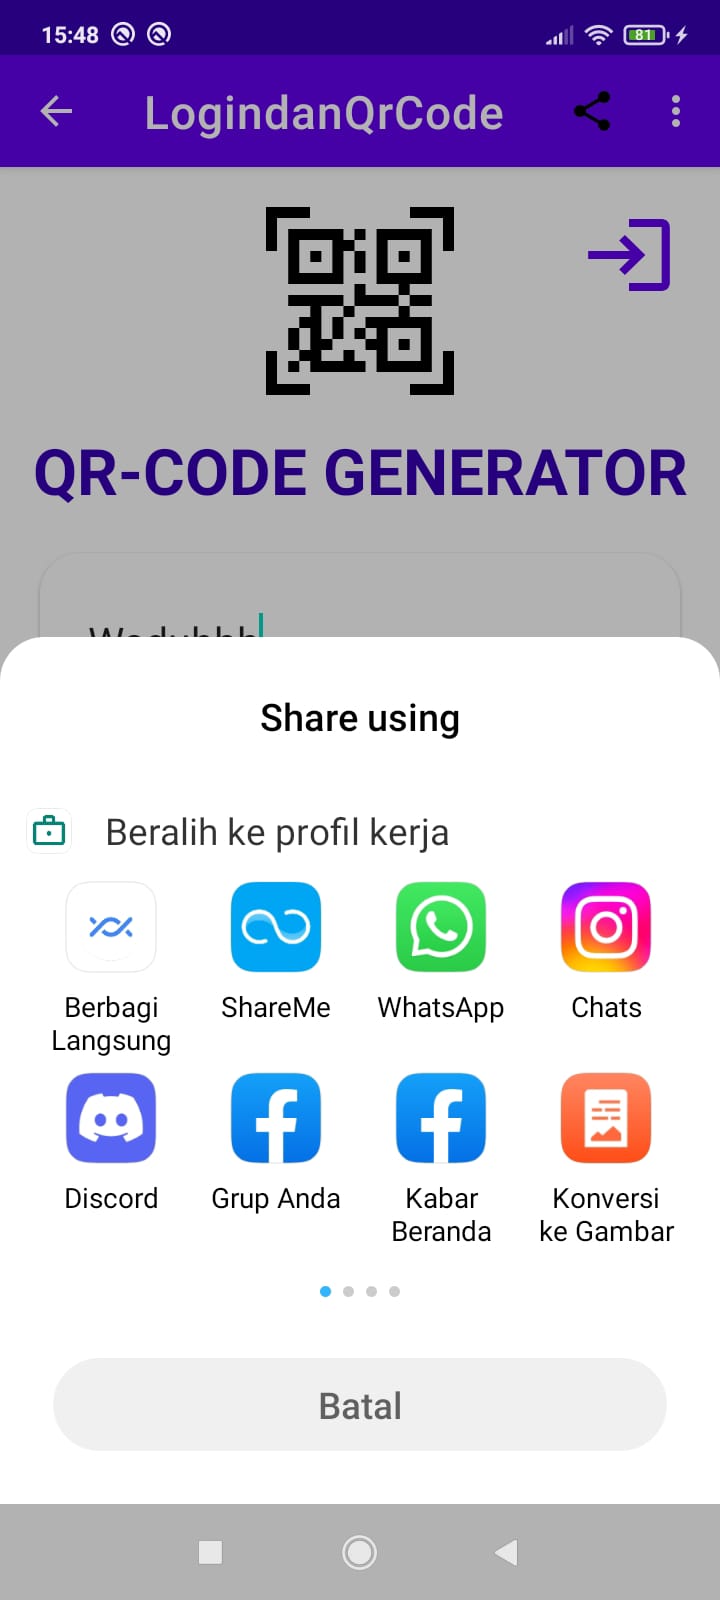 15:48
81
LogindanQrCode
QR-CODE GENERATOR
Share using
Beralih ke profil kerja
Berbagi
Langsung
ShareMe
WhatsApp
Chats
Discord
Grup Anda
Kabar
Beranda
Konversi
ke Gambar
Batal